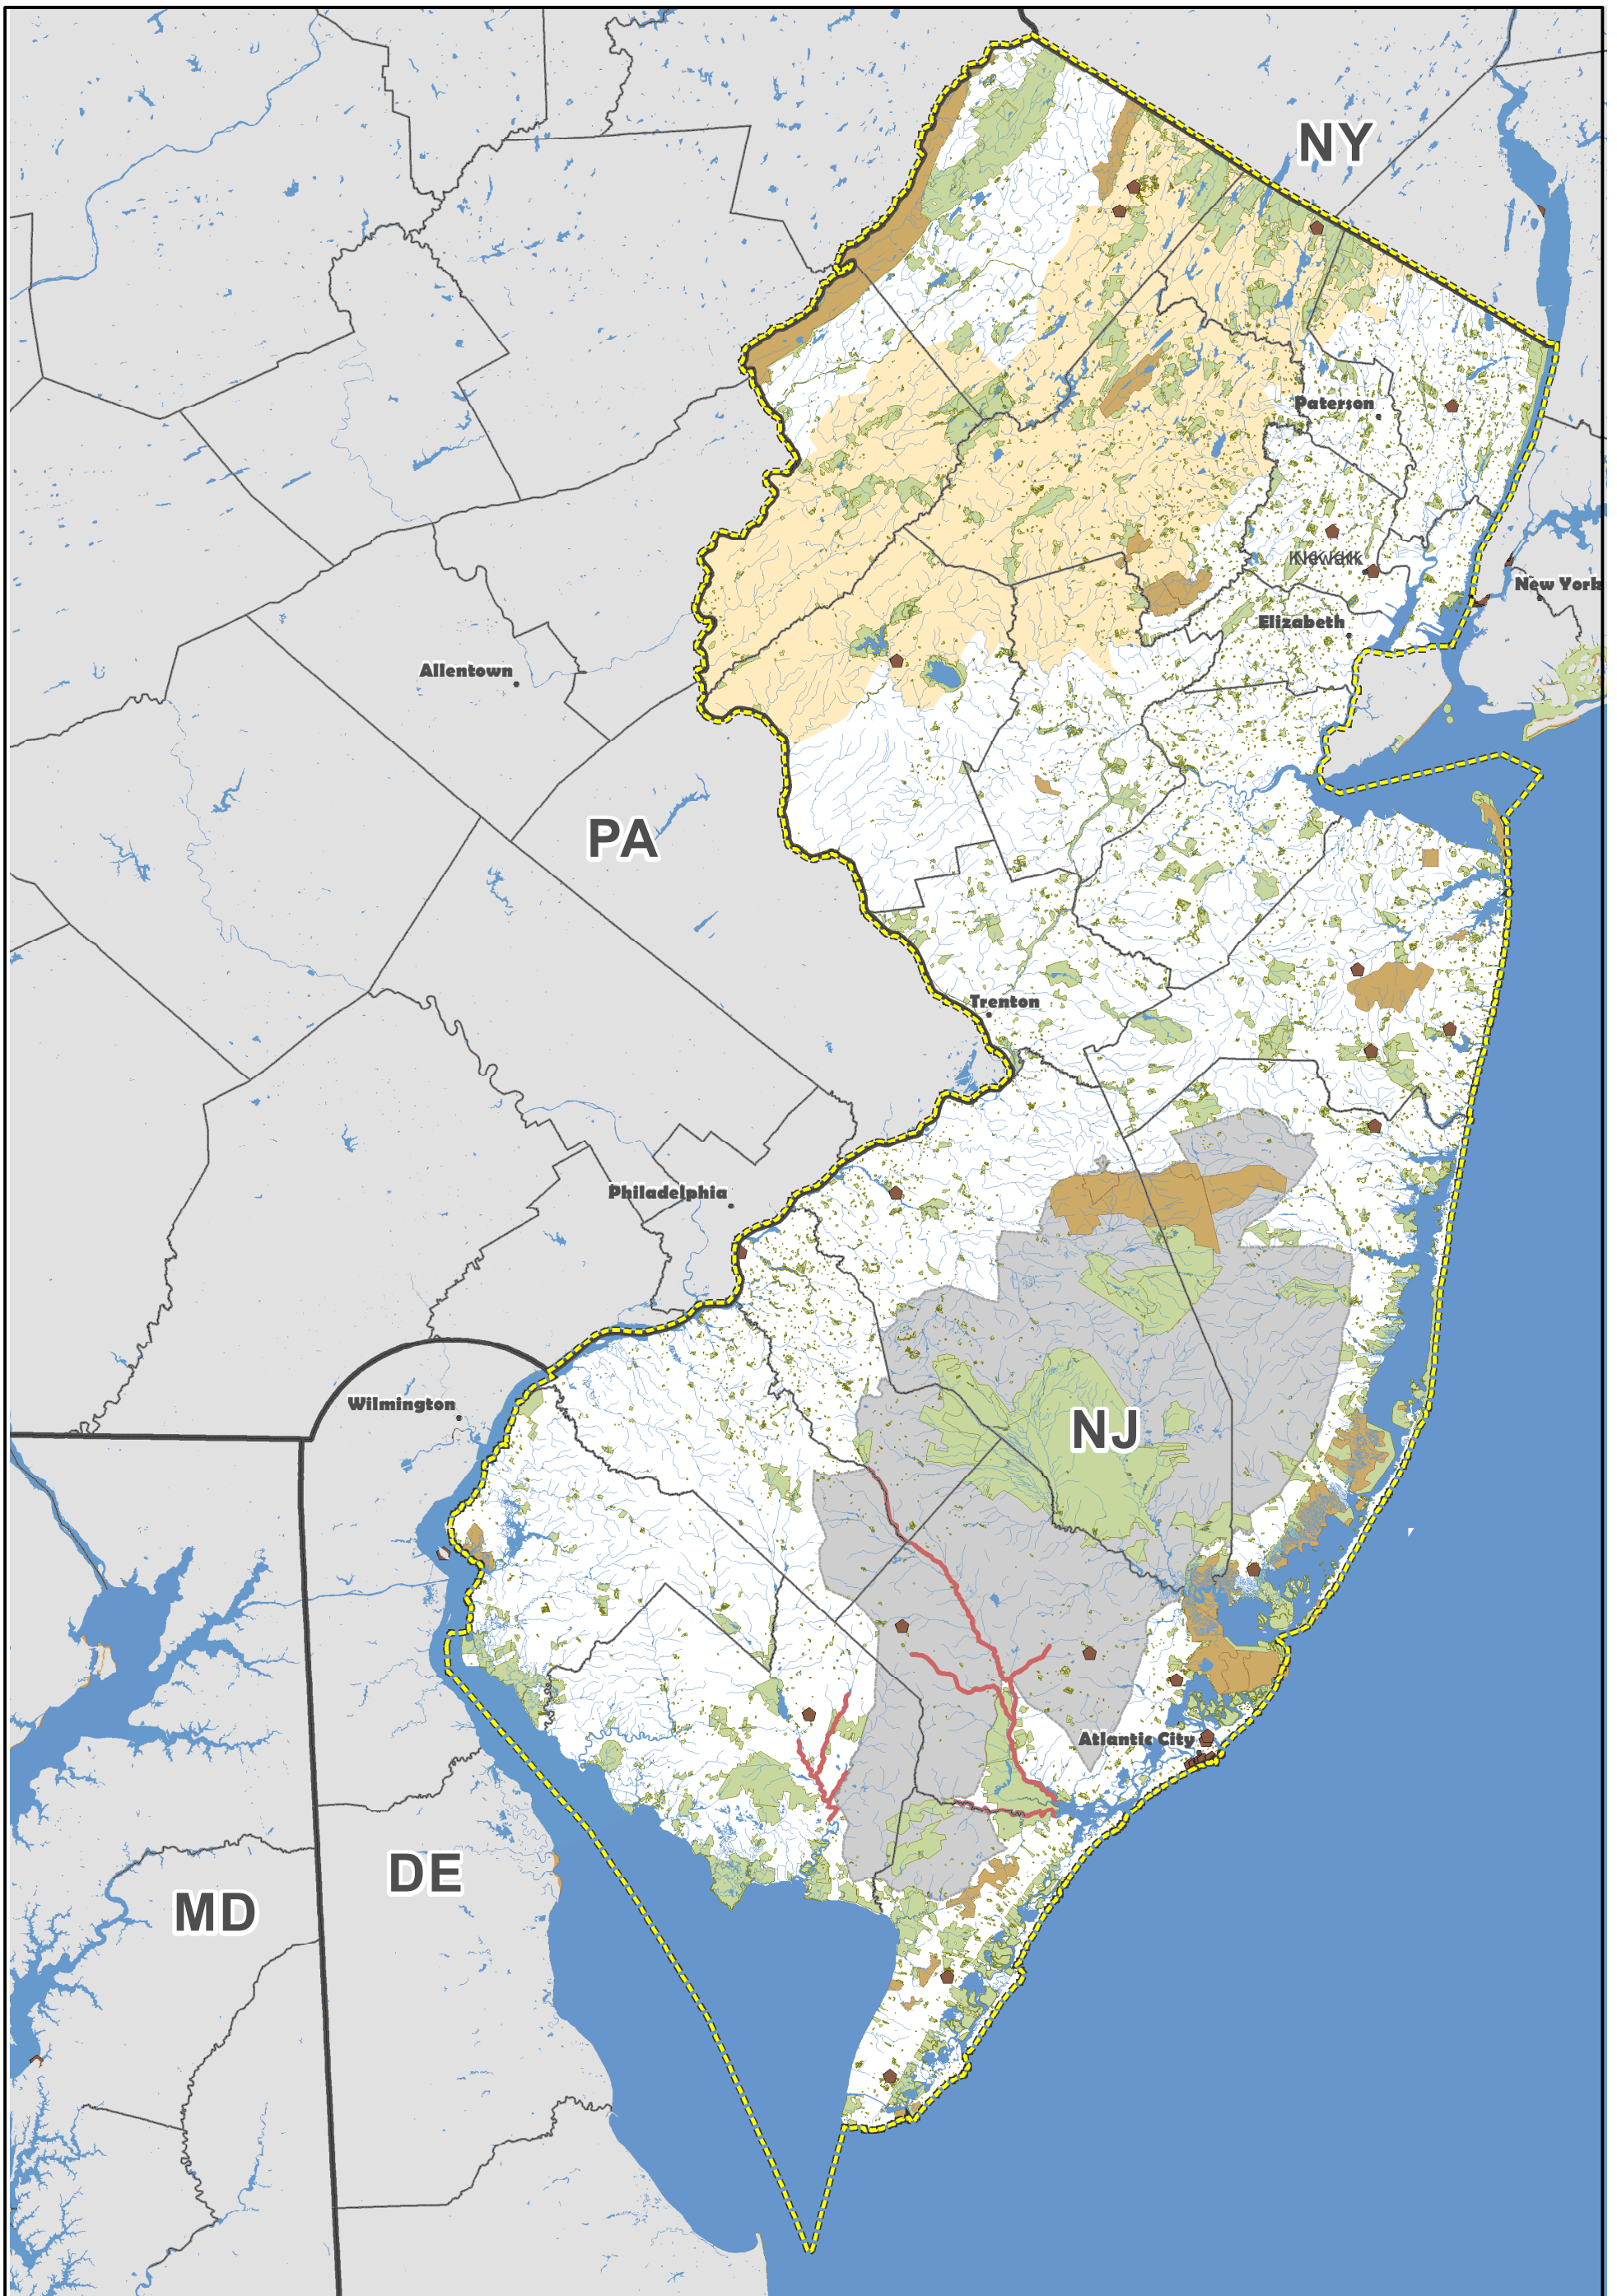 NY
Paterson
New York
Elizabeth
Allentown
PA
Trenton
Philadelphia
NJ
Wilmington
Atlantic City
DE
MD